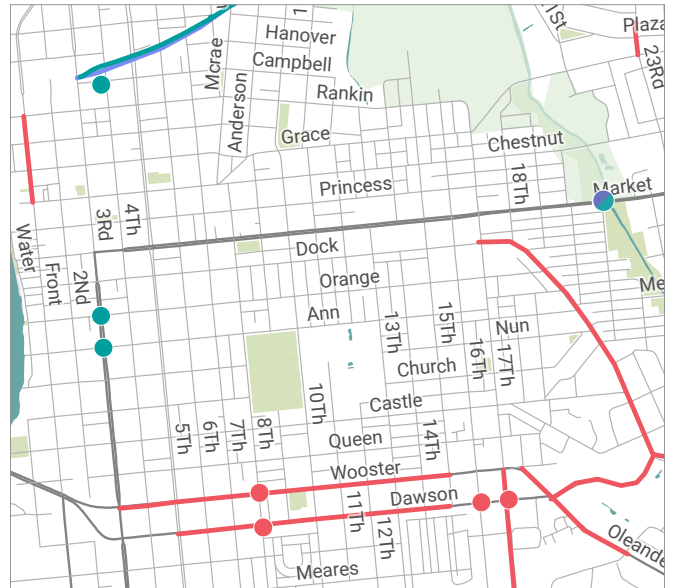 1St
Plaza
Hanover
Mcrae
Campbell
23Rd
Rankin
Anderson
Grace
Chestnut
Princess
18Th
Market
3Rd
4Th
Water
Dock
Front
2Nd
Orange
Me
Ann
13Th
15Th
Nun
16Th
17Th
Church
10Th
Castle
5Th
6Th
7Th
8Th
14Th
Queen
Wooster
11Th
Dawson
12Th
Oleande
Meares